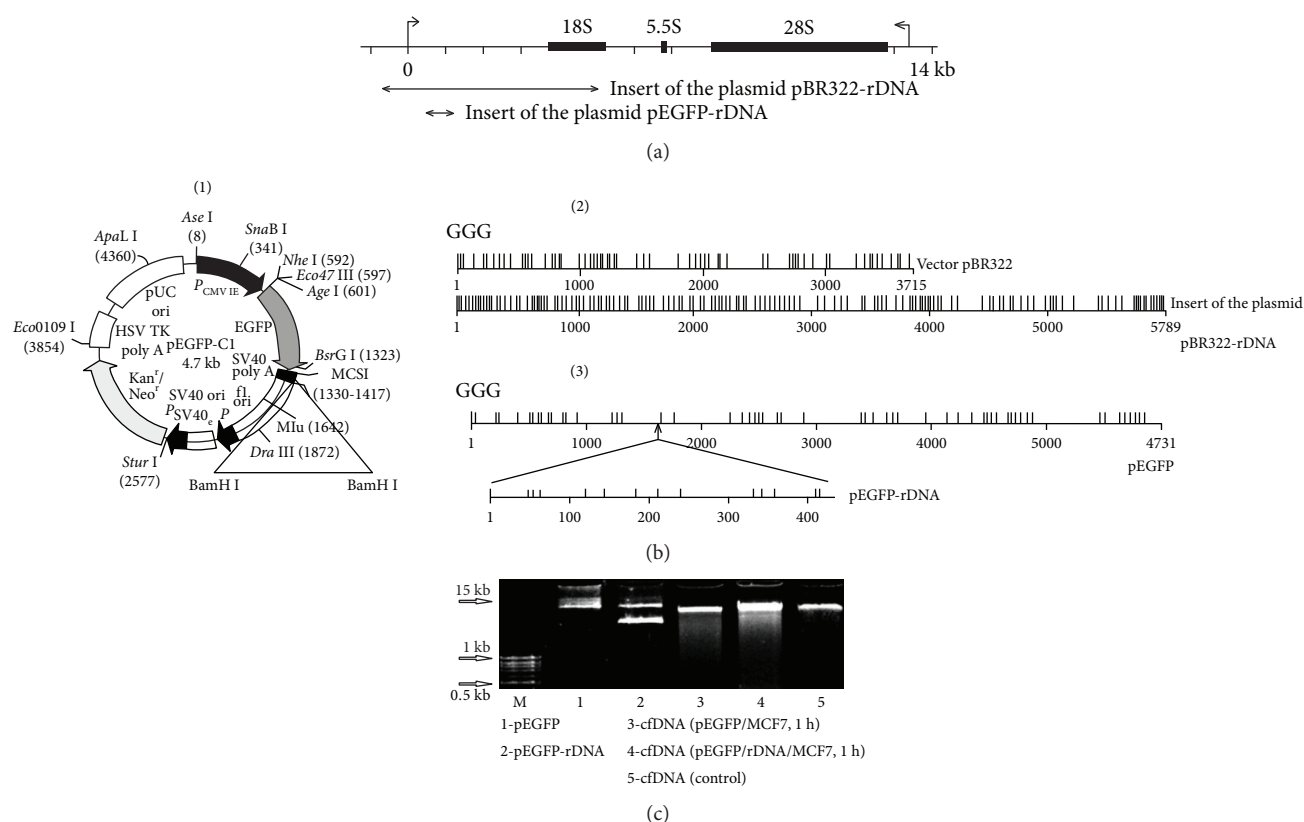 18S 5.5S 28S
0 14 kb
Insert of the plasmid pBR322-rDNA
Insert of the plasmid pEGFP-rDNA
(a)
(1)
Ase I
(8)
SnaB I
(341)
ApaL I
(4360)
Nhe I (592)
Eco47 III (597)
Age I (601)
PCMV IE
pUC
ori
EGFP
Eco0109 I
(3854)
HSV TK
poly A
pEGFP-C1
4.7 kb
SV40
poly A
BsrG I (1323)
MCSI
(1330-1417)
Kanr/
Neor
SV40 ori
f1
ori
PSV40e
P
MIu (1642)
Dra III (1872)
Stur I
(2577)
BamH I BamH I
(2)
GGG
Vector pBR322
1 1000 2000 3000 3715
Insert of the plasmid
1 1000 2000 3000 4000 5000 5789
pBR322-rDNA
(3)
GGG
1 1000 2000 3000 4000 5000 4731
pEGFP
pEGFP-rDNA
1 100 200 300 400
(b)
15 kb
1 kb
0.5 kb
M 1 2 3 4 5
1-pEGFP 3-cfDNA (pEGFP/MCF7, 1 h)
2-pEGFP-rDNA 4-cfDNA (pEGFP/rDNA/MCF7, 1 h)
5-cfDNA (control)
(c)